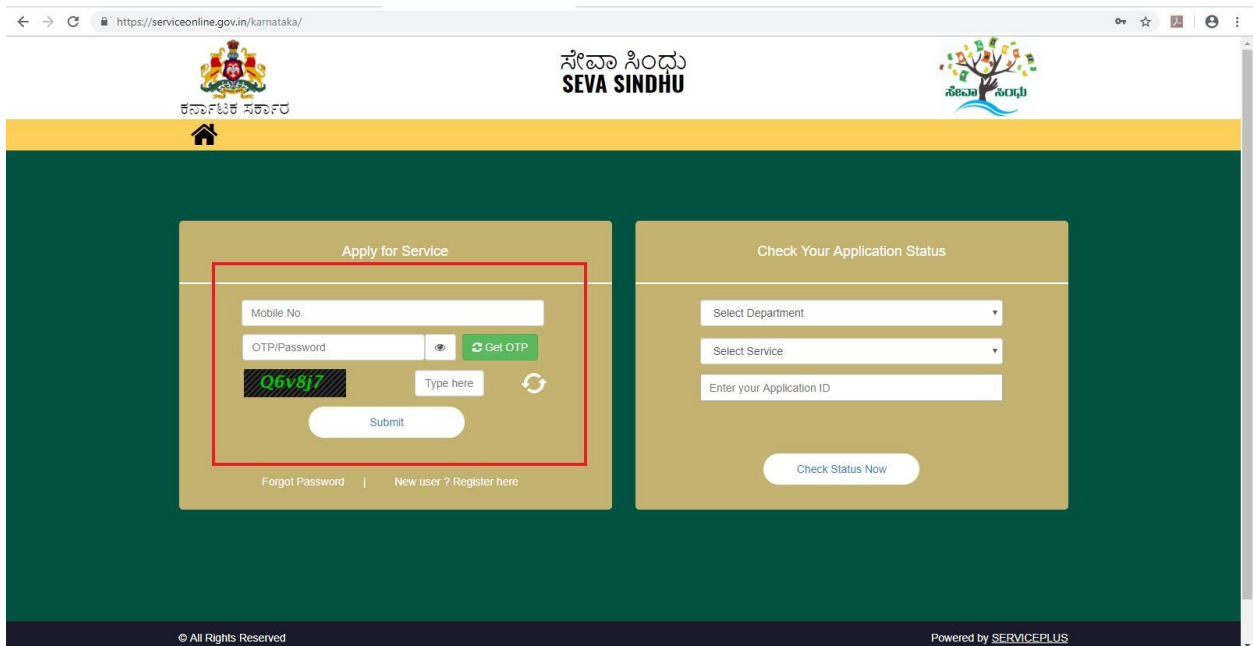 https://serviceonline.gov.in/karnataka/
ಕರ್ನಾಟಕ ಸರ್ಕಾರ
ಸೇವಾ ಸಿಂಧು
SEVA SINDHU
ಸೇವಾ ಸಿಂಧು
Apply for Service
Mobile No
OTP/Password
Get OTP
Q6v8j7
Type here
Submit
Forgot Password | New user ? Register here
Check Your Application Status
Select Department
Select Service
Enter your Application ID
Check Status Now
© All Rights Reserved
Powered by SERVICEPLUS